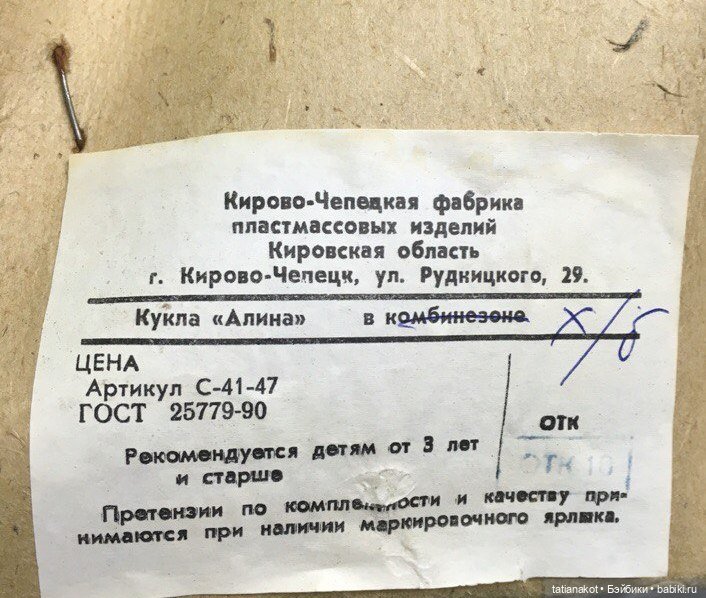 Кирово-Чепецкая фабрика
пластмассовых изделий
Кировская область
г. Кирово-Чепецк, ул. Рудницкого, 29.
Кукла «Алина» в комбинезоне х/б
ЦЕНА
Артикул С-41-47
ГОСТ 25779-90
ОТК
Рекомендуется детям от 3 лет
и старше
Претензии по комплектности и качеству при-
нимаются при наличии маркировочного ярлыка.
tatianakot • Бэйбики • babiki.ru